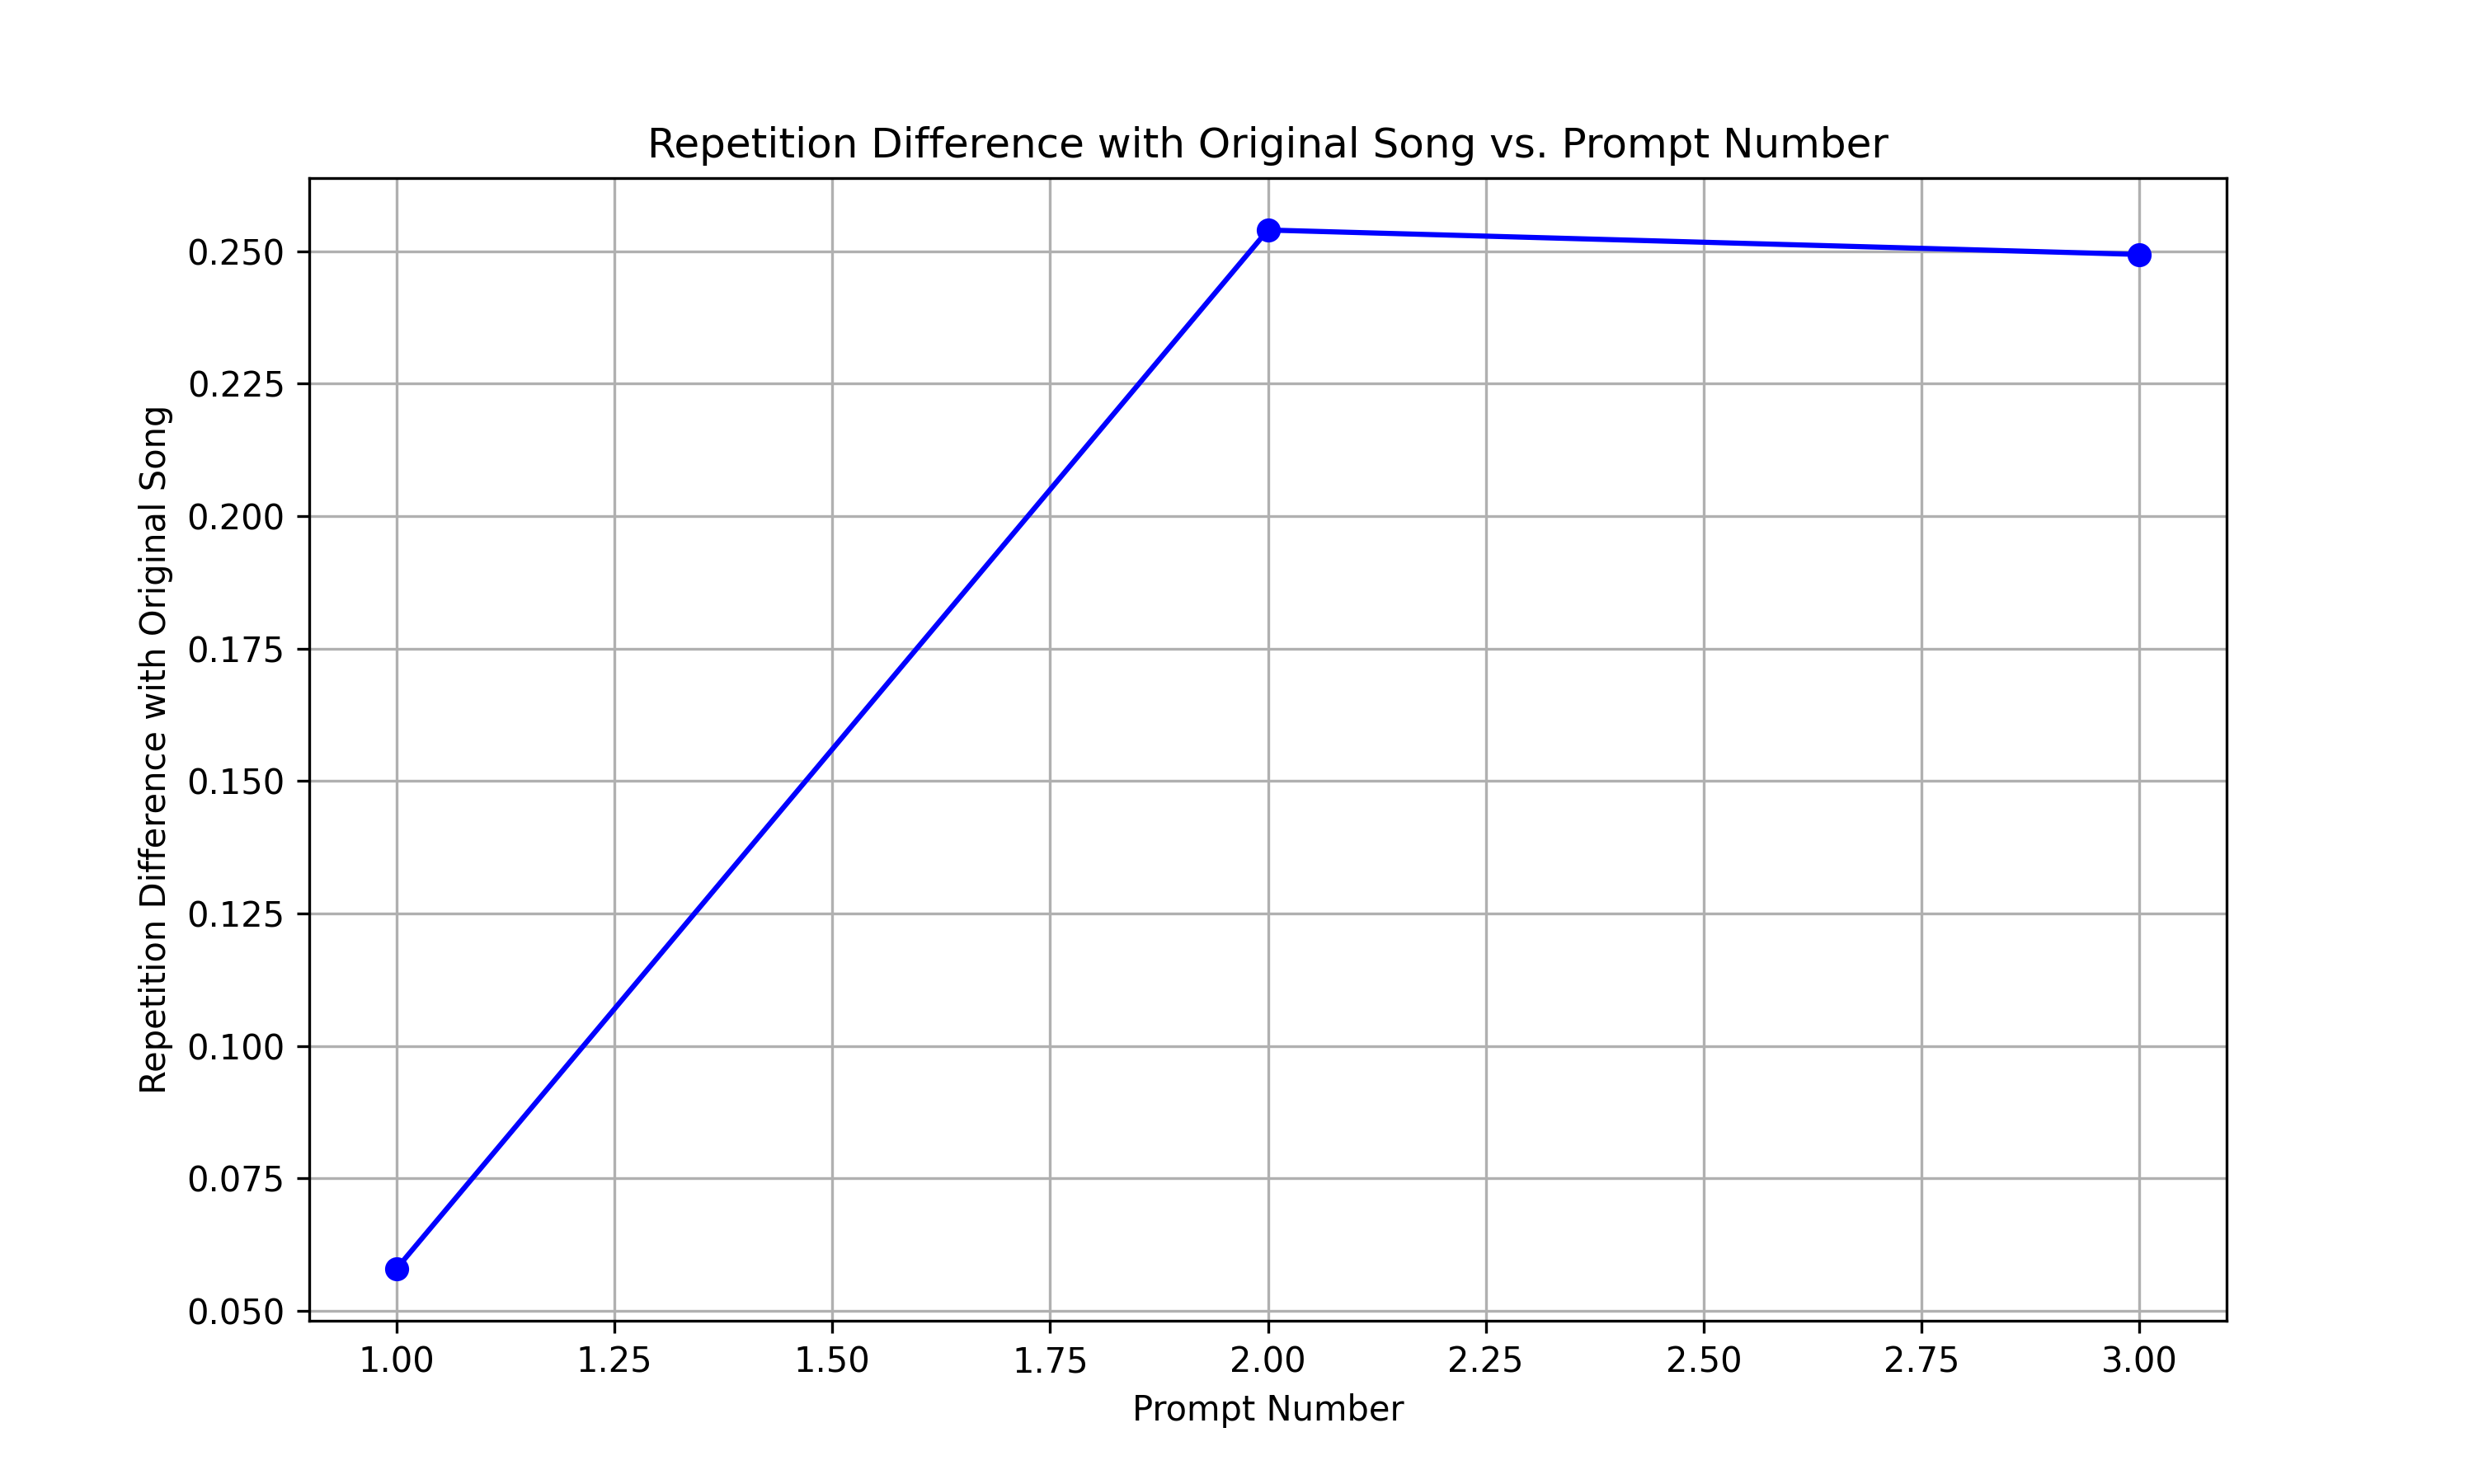 Repetition Difference with Original Song vs. Prompt Number
Repetition Difference with Original Song
0.250
0.225
0.200
0.175
0.150
0.125
0.100
0.075
0.050
1.00 1.25 1.50 1.75 2.00 2.25 2.50 2.75 3.00
Prompt Number